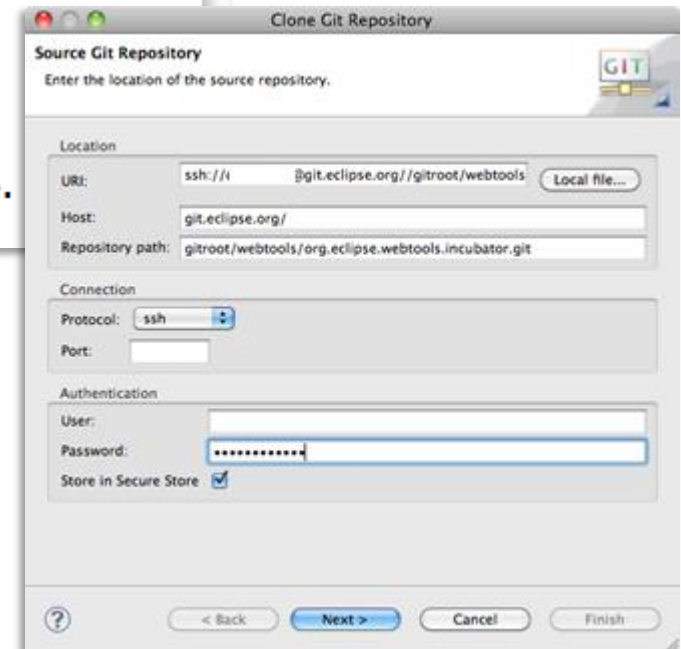 Clone Git Repository
Source Git Repository
Enter the location of the source repository.
GIT
Location
URI: ssh:// @git.eclipse.org//gitroot/webtools Local file...
Host: git.eclipse.org/
Repository path: gitroot/webtools/org.eclipse.webtools.incubator.git
Connection
Protocol: ssh
Port:
Authentication
User:
Password: ••••••••••••
Store in Secure Store
? < Back Next > Cancel Finish